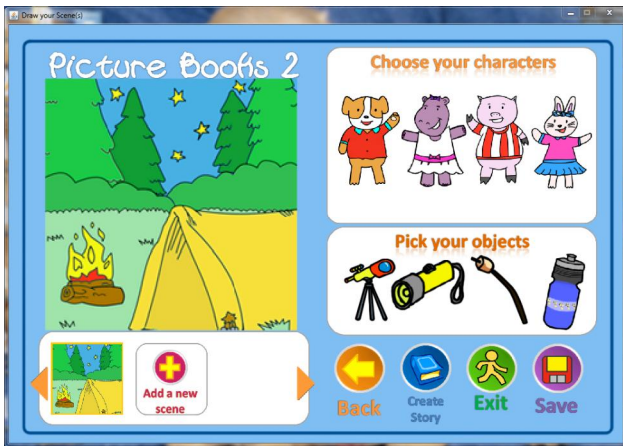 Draw your Scene(s)
Picture Books 2
Choose your characters
Pick your objects
Add a new
scene
Back
Create
Story
Exit
Save